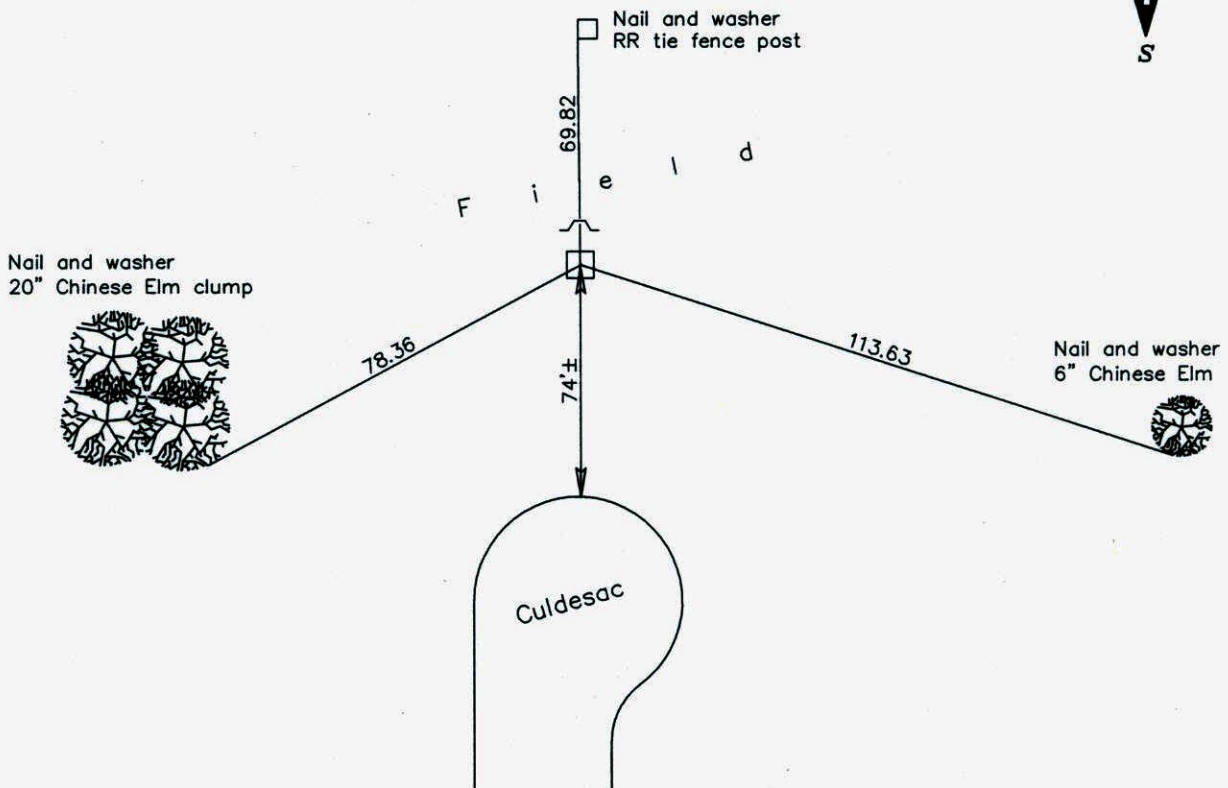 Nail and washer
RR tie fence post
S
69.82
Field
Nail and washer
20" Chinese Elm clump
78.36
74'±
113.63
Nail and washer
6" Chinese Elm
Culdesac